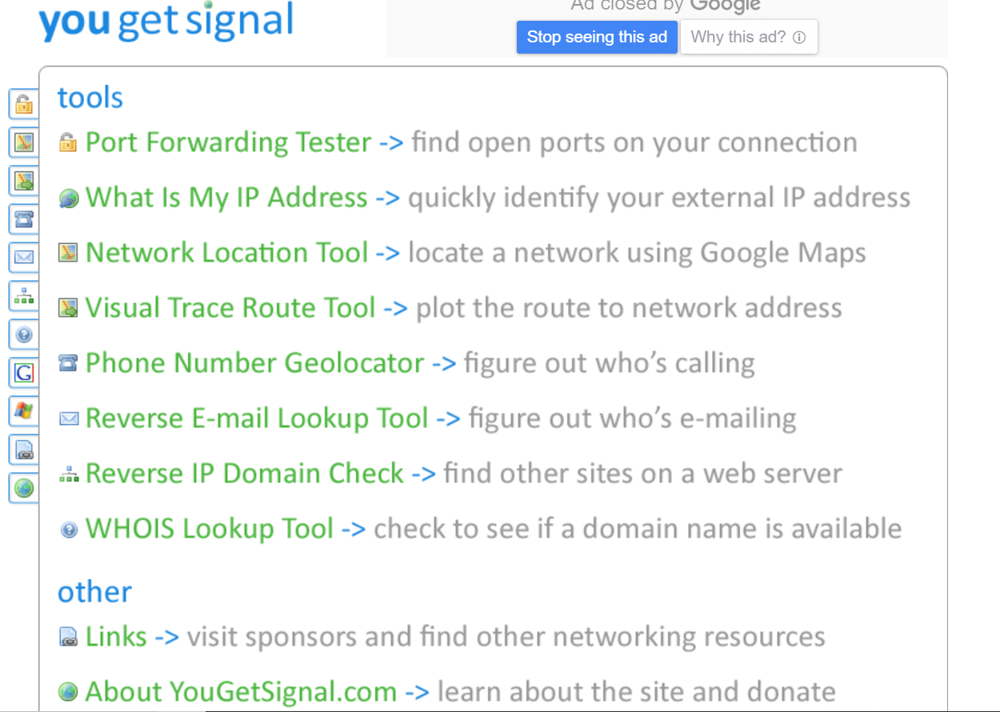 you get signal
Ad closed by Google
Stop seeing this ad
Why this ad?
tools
Port Forwarding Tester -> find open ports on your connection
What Is My IP Address -> quickly identify your external IP address
Network Location Tool -> locate a network using Google Maps
Visual Trace Route Tool -> plot the route to network address
Phone Number Geolocator -> figure out who’s calling
Reverse E-mail Lookup Tool -> figure out who’s e-mailing
Reverse IP Domain Check -> find other sites on a web server
WHOIS Lookup Tool -> check to see if a domain name is available
other
Links -> visit sponsors and find other networking resources
About YouGetSignal.com -> learn about the site and donate
G